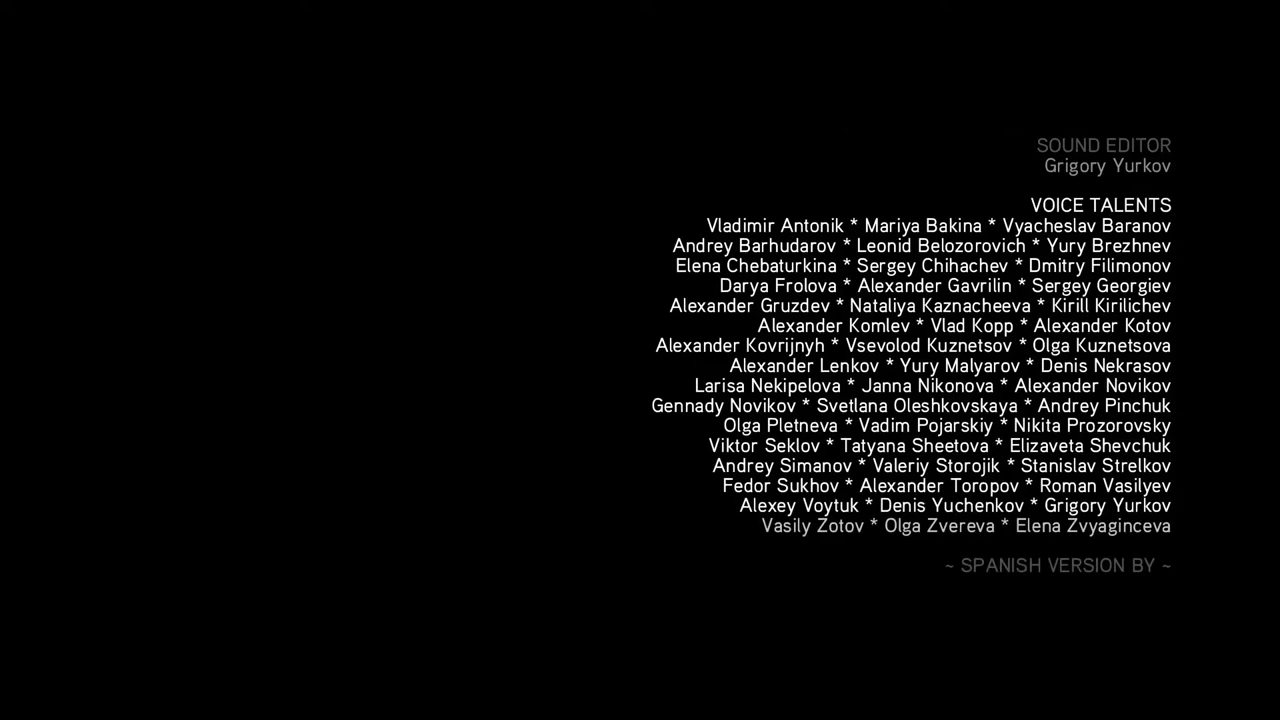 SOUND EDITOR
Grigory Yurkov
VOICE TALENTS
Vladimir Antonik * Mariya Bakina * Vyacheslav Baranov
Andrey Barhudarov * Leonid Belozorovich * Yury Brezhnev
Elena Chebaturkina * Sergey Chihachev * Dmitry Filimonov
Darya Frolova * Alexander Gavrilin * Sergey Georgiev
Alexander Gruzdev * Nataliya Kaznacheeva * Kirill Kirilichev
Alexander Komlev * Vlad Kopp * Alexander Kotov
Alexander Kovrijnyh * Vsevolod Kuznetsov * Olga Kuznetsova
Alexander Lenkov * Yury Malyarov * Denis Nekrasov
Larisa Nekipelova * Janna Nikonova * Alexander Novikov
Gennady Novikov * Svetlana Oleshkovskaya * Andrey Pinchuk
Olga Pletneva * Vadim Pojarskiy * Nikita Prozorovsky
Viktor Seklov * Tatyana Sheetova * Elizaveta Shevchuk
Andrey Simanov * Valeriy Storojik * Stanislav Strelkov
Fedor Sukhov * Alexander Toropov * Roman Vasilyev
Alexey Voytuk * Denis Yuchenkov * Grigory Yurkov
Vasily Zotov * Olga Zvereva * Elena Zvyaginceva
~ SPANISH VERSION BY ~